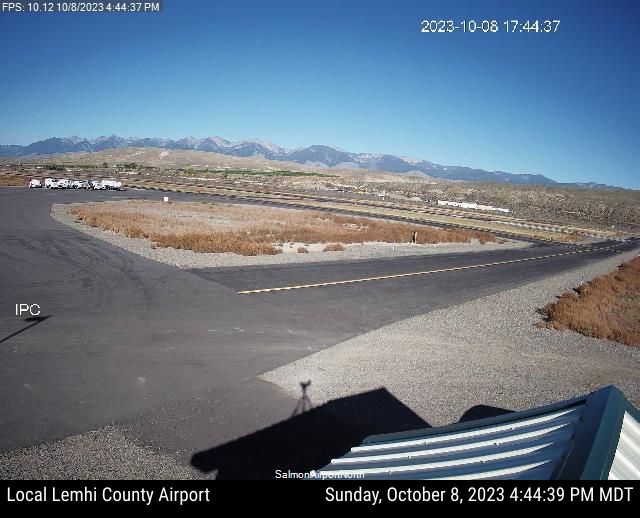 FPS: 10.12 10/8/2023 4:44:37 PM
2023-10-08 17:44:37
IPC
SalmonAirportNorth
Local Lemhi County Airport
Sunday, October 8, 2023 4:44:39 PM MDT